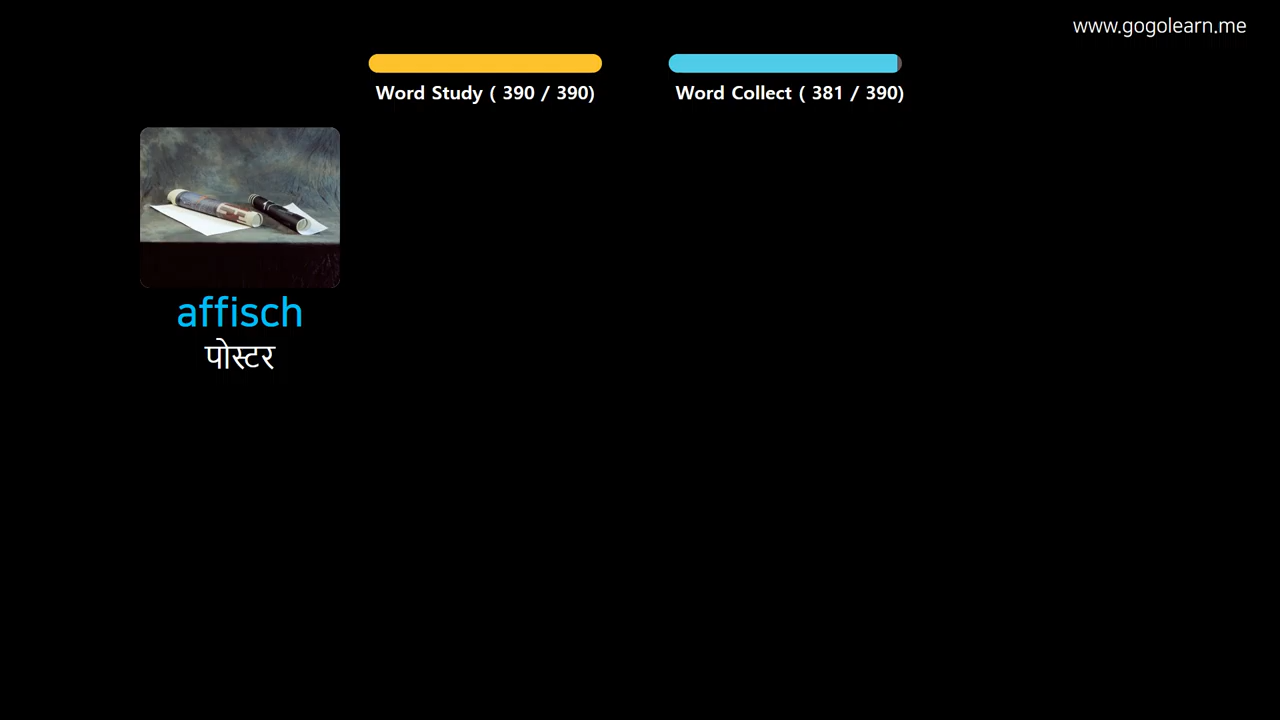 www.gogolearn.me
Word Study ( 390 / 390)
Word Collect ( 381 / 390)
affisch
पोस्टर